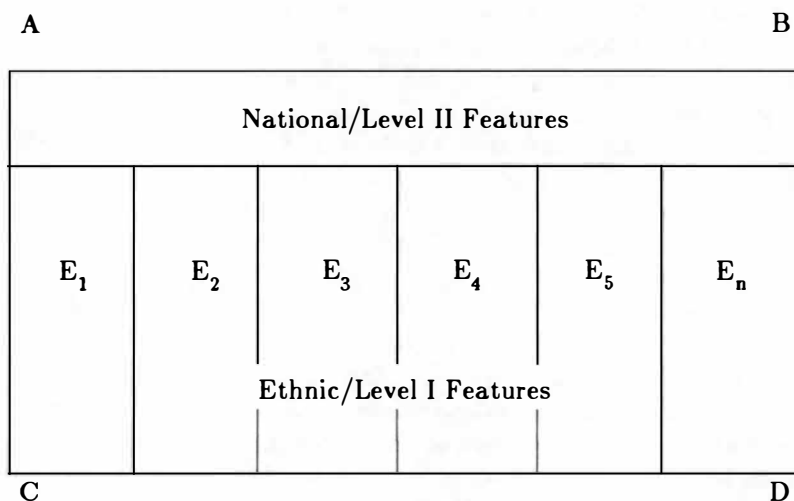 A B
National/Level II Features
E₁ E₂ E₃ E₄ E₅ Eₙ
Ethnic/Level I Features
C D